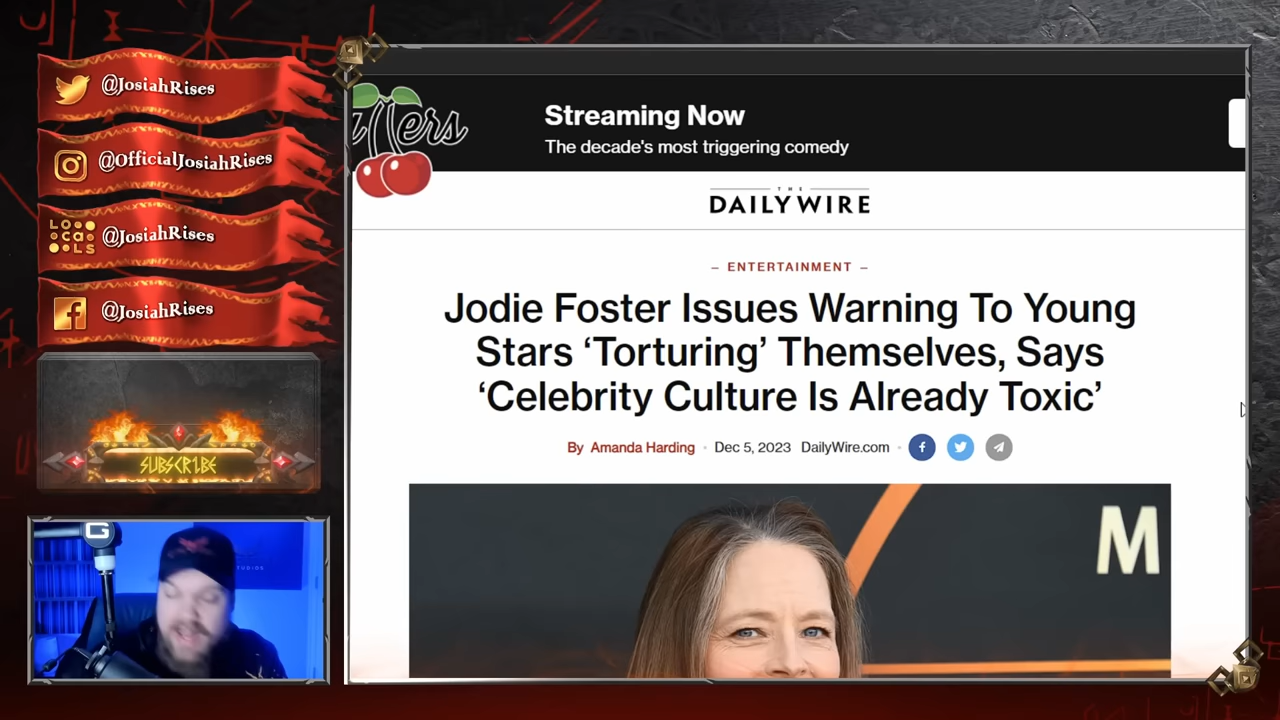 @JosiahRises
@OfficialJosiahRises
LOCALS
@JosiahRises
@JosiahRises
SUBSCRIBE
G
Streaming Now
The decade's most triggering comedy
THE
DAILY WIRE
– ENTERTAINMENT –
Jodie Foster Issues Warning To Young
Stars ‘Torturing’ Themselves, Says
‘Celebrity Culture Is Already Toxic’
By Amanda Harding • Dec 5, 2023 DailyWire.com •
M